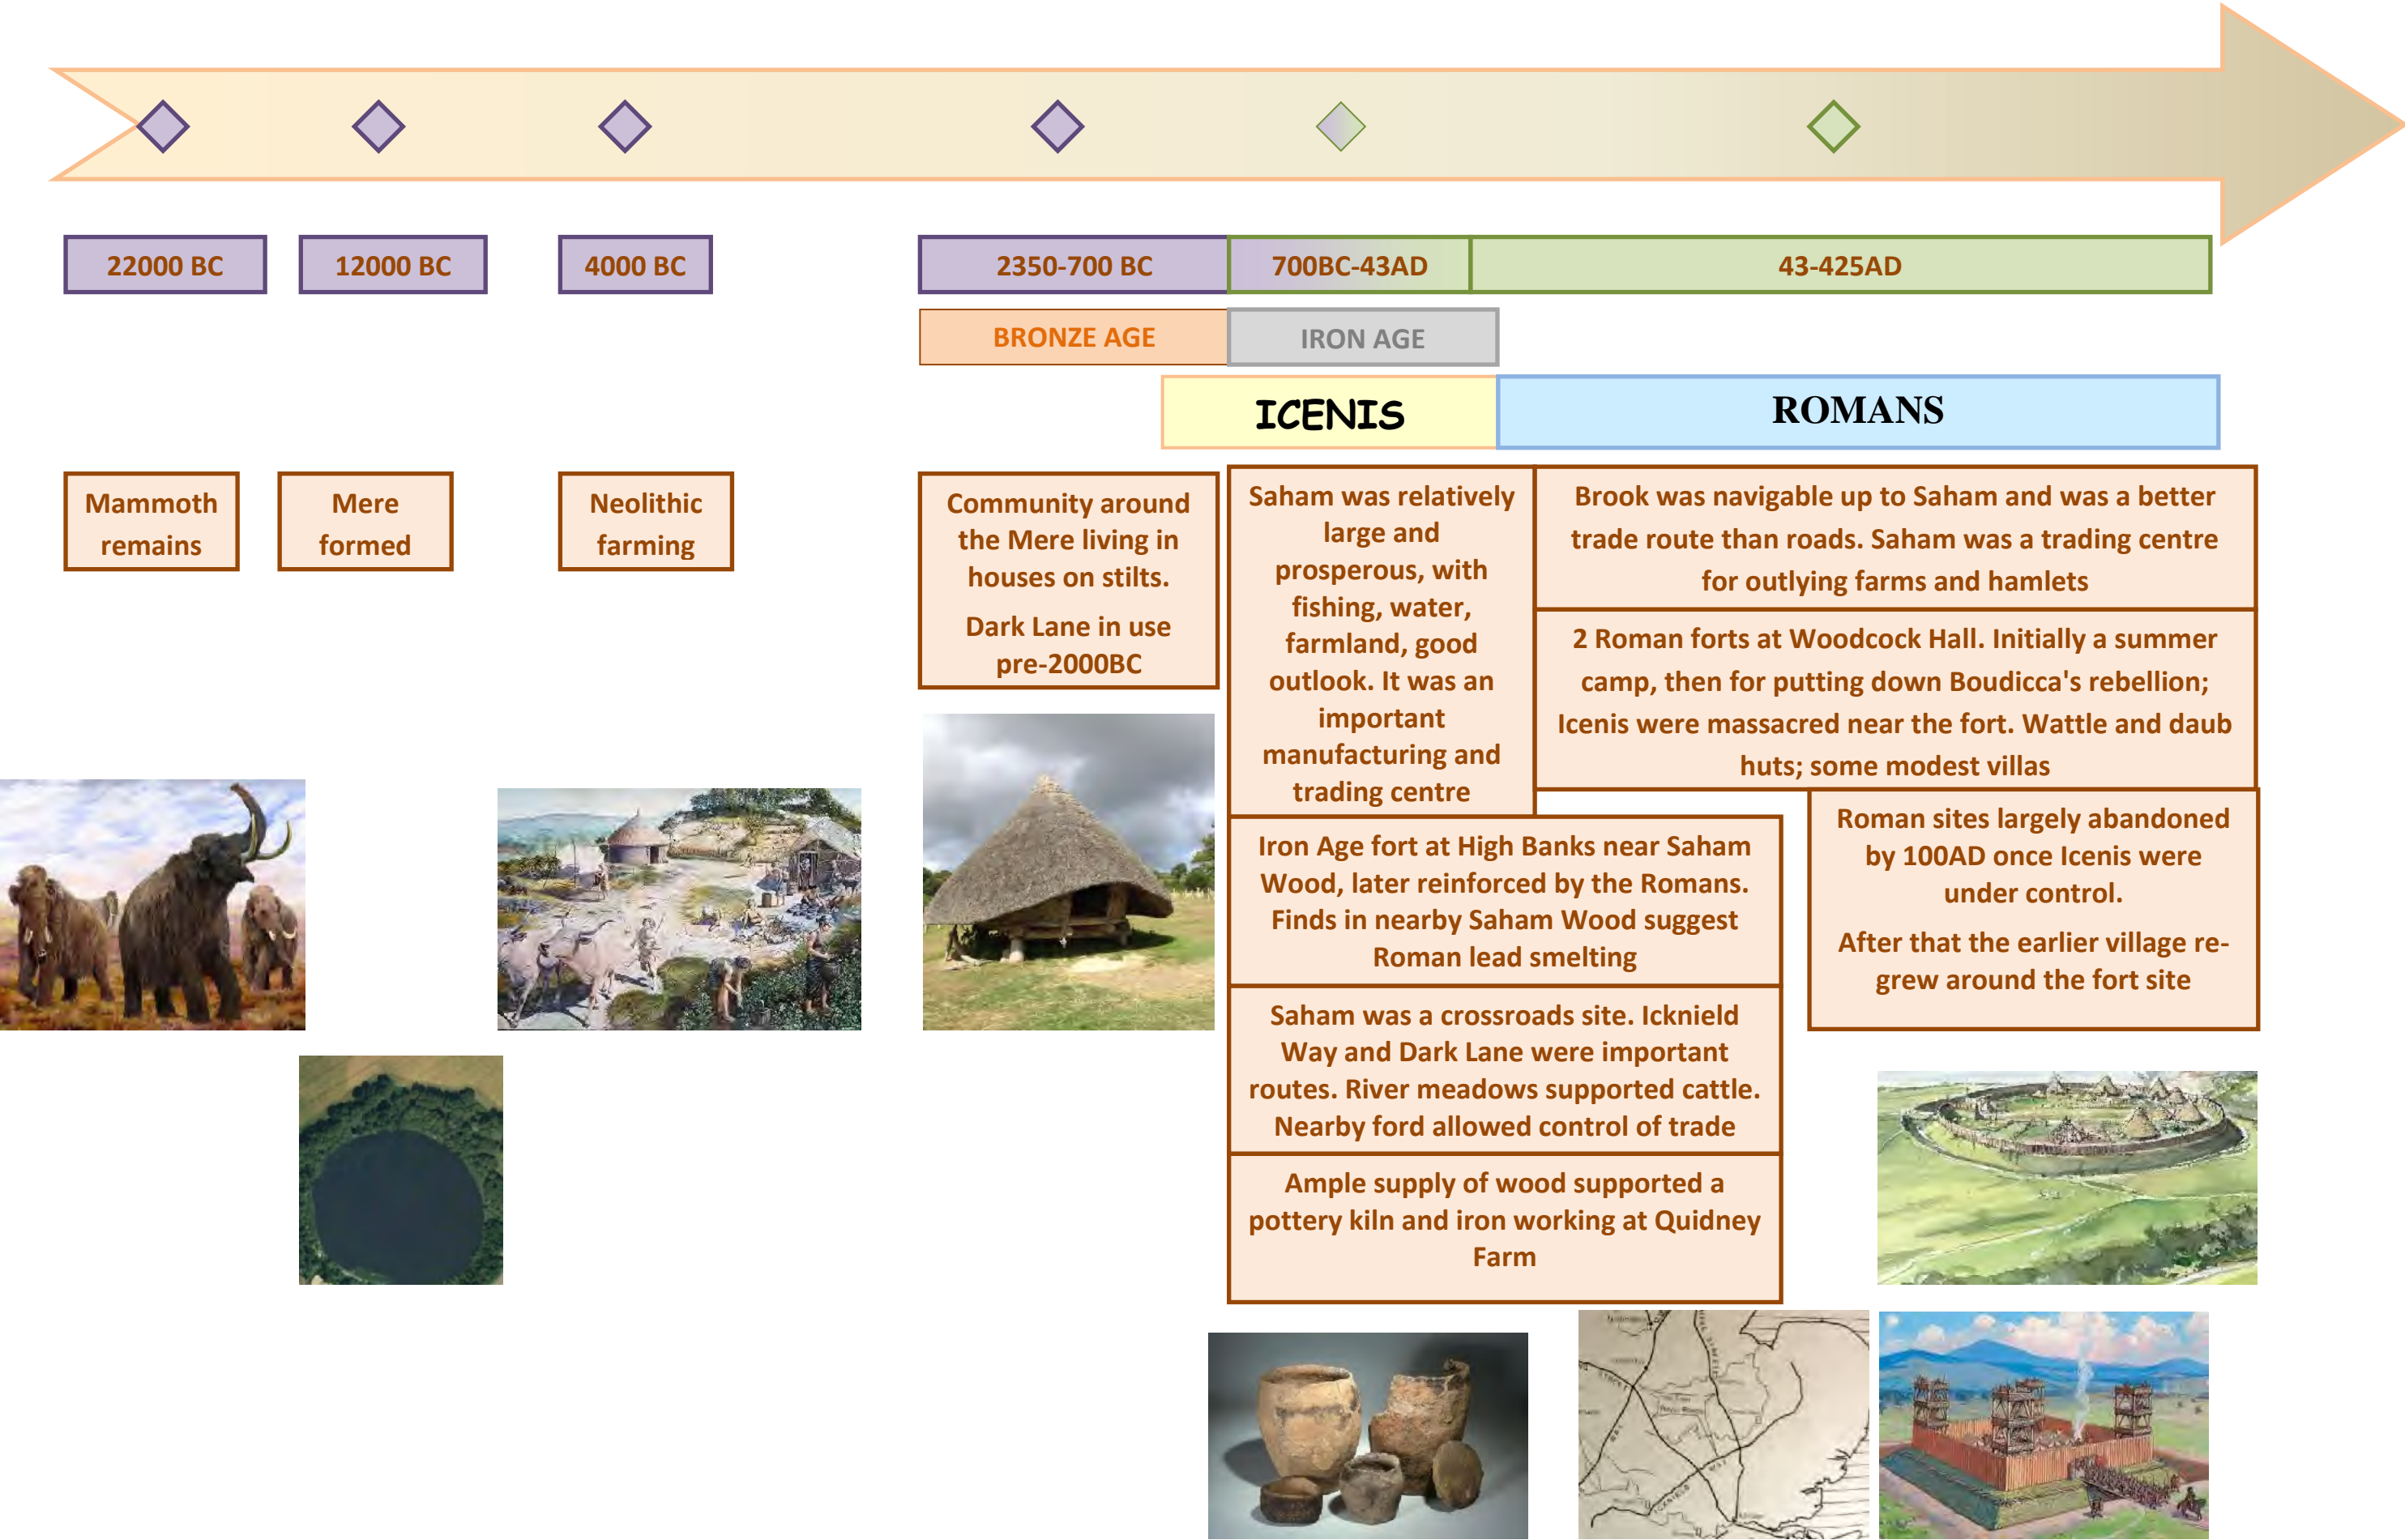 22000 BC
12000 BC
4000 BC
2350-700 BC
700BC-43AD
43-425AD
BRONZE AGE
IRON AGE
ICENIS
ROMANS
Mammoth
remains
Mere
formed
Neolithic
farming
Community around
the Mere living in
houses on stilts.
Dark Lane in use
pre-2000BC
Saham was relatively
large and
prosperous, with
fishing, water,
farmland, good
outlook. It was an
important
manufacturing and
trading centre
Brook was navigable up to Saham and was a better
trade route than roads. Saham was a trading centre
for outlying farms and hamlets
2 Roman forts at Woodcock Hall. Initially a summer
camp, then for putting down Boudicca's rebellion;
Icenis were massacred near the fort. Wattle and daub
huts; some modest villas
Roman sites largely abandoned
by 100AD once Icenis were
under control.
After that the earlier village re-
grew around the fort site
Iron Age fort at High Banks near Saham
Wood, later reinforced by the Romans.
Finds in nearby Saham Wood suggest
Roman lead smelting
Saham was a crossroads site. Icknield
Way and Dark Lane were important
routes. River meadows supported cattle.
Nearby ford allowed control of trade
Ample supply of wood supported a
pottery kiln and iron working at Quidney
Farm
ICKNIELD WAY